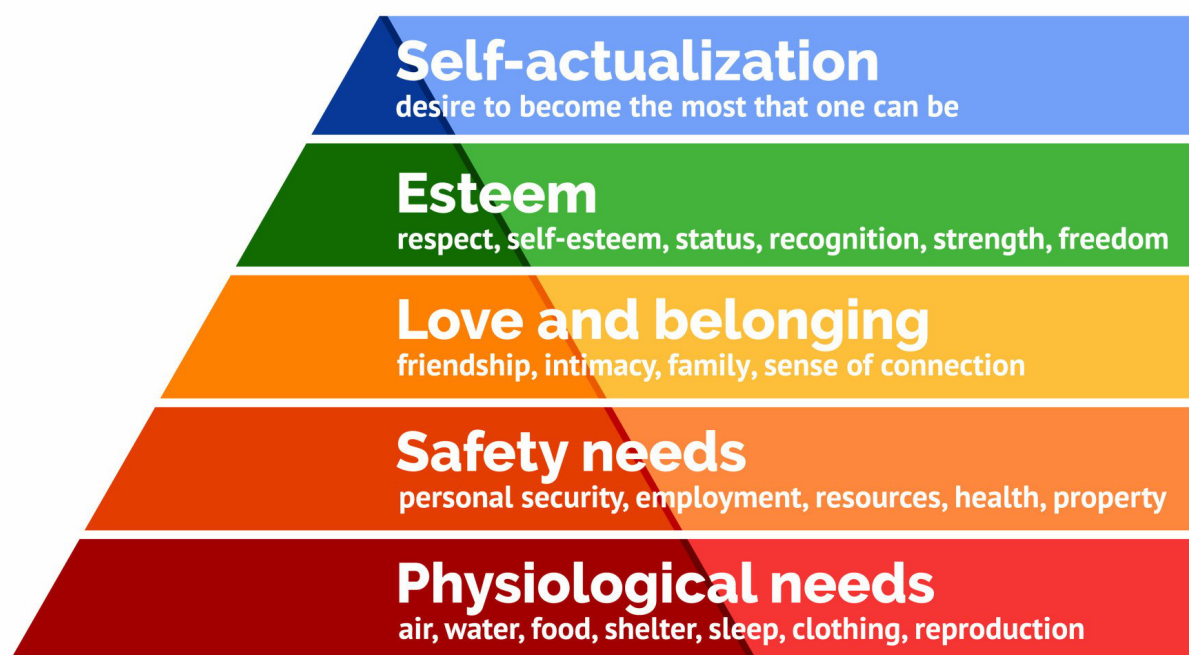 Self-actualization
desire to become the most that one can be
Esteem
respect, self-esteem, status, recognition, strength, freedom
Love and belonging
friendship, intimacy, family, sense of connection
Safety needs
personal security, employment, resources, health, property
Physiological needs
air, water, food, shelter, sleep, clothing, reproduction